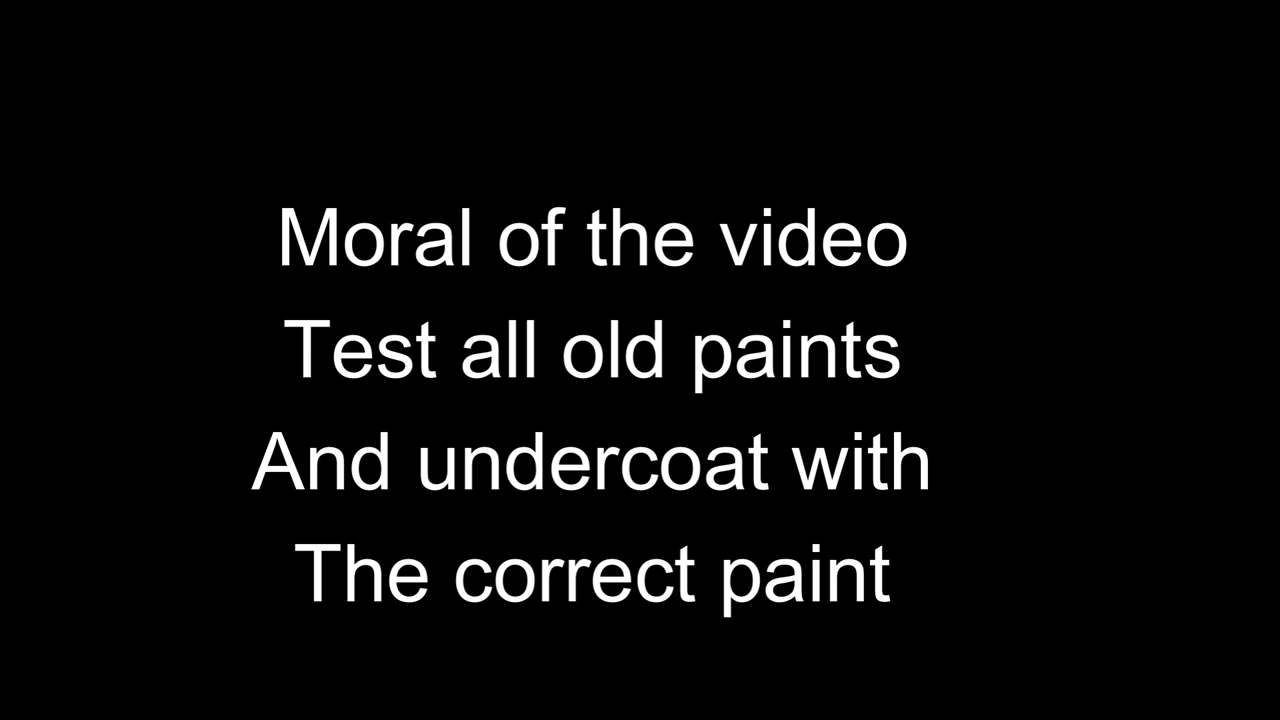 Moral of the video
Test all old paints
And undercoat with
The correct paint